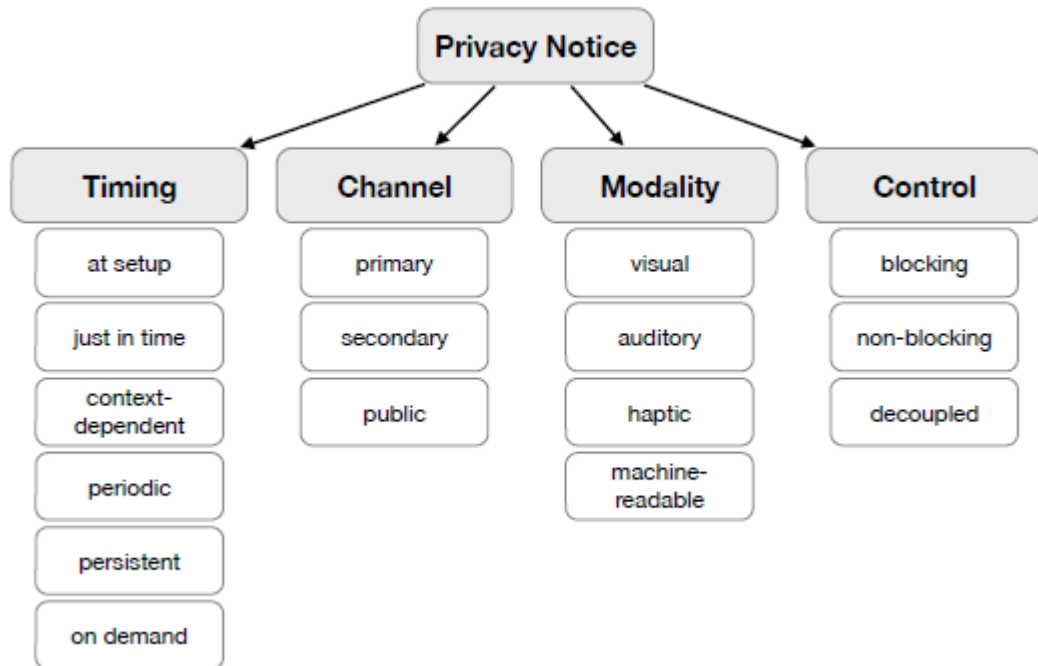 Privacy Notice
Timing
at setup
just in time
context-
dependent
periodic
persistent
on demand
Channel
primary
secondary
public
Modality
visual
auditory
haptic
machine-
readable
Control
blocking
non-blocking
decoupled